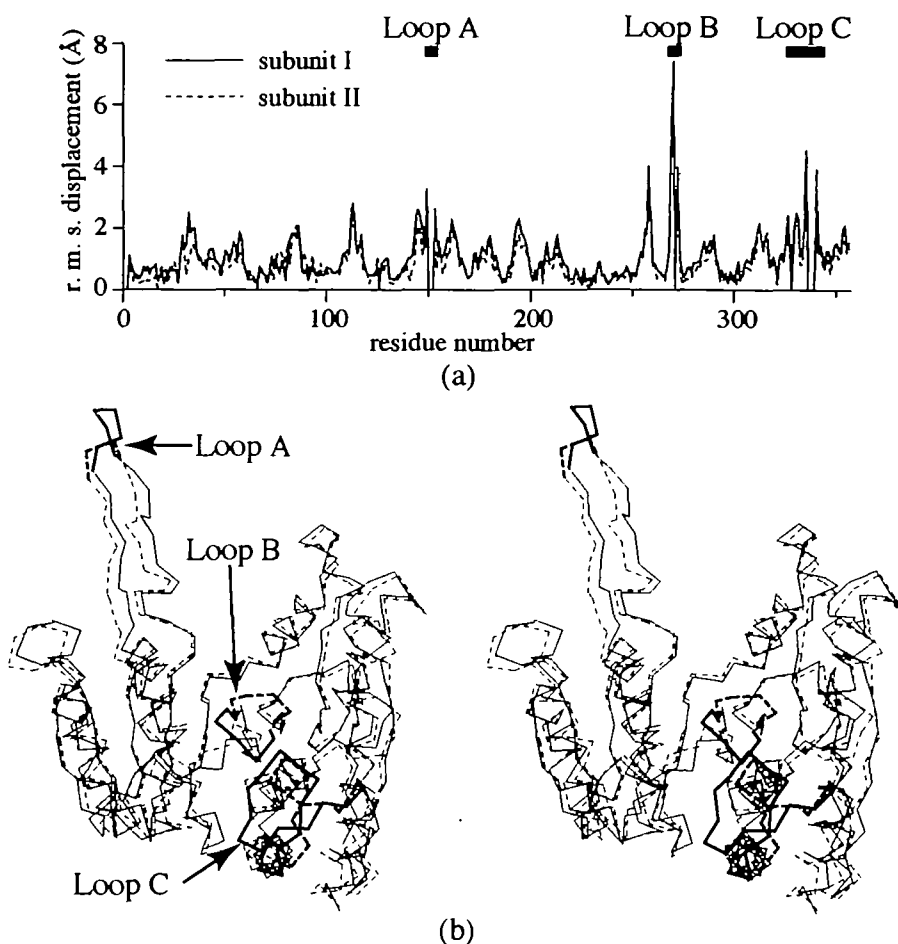 Loop A
Loop B
Loop C
r. m. s. displacement (Å)
8
6
4
2
0
subunit I
subunit II
0
100
200
300
residue number
(a)
Loop A
Loop B
Loop C
(b)